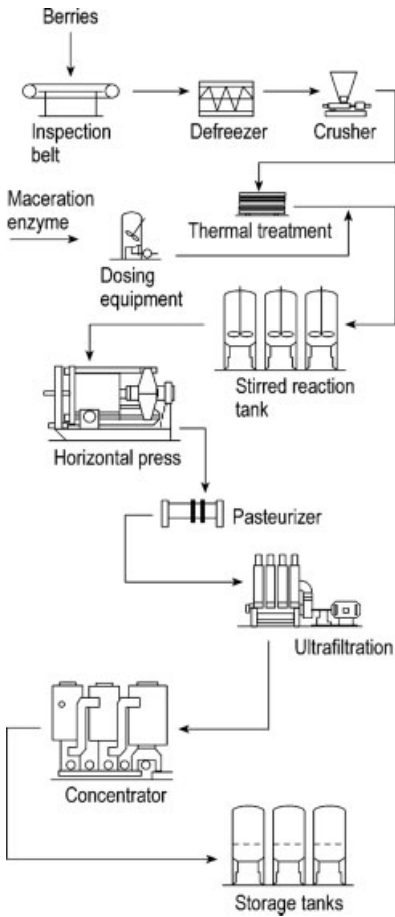 Berries
Inspection
belt
Defreezer
Crusher
Maceration
enzyme
Thermal treatment
Dosing
equipment
Stirred reaction
tank
Horizontal press
Pasteurizer
Ultrafiltration
Concentrator
Storage tanks